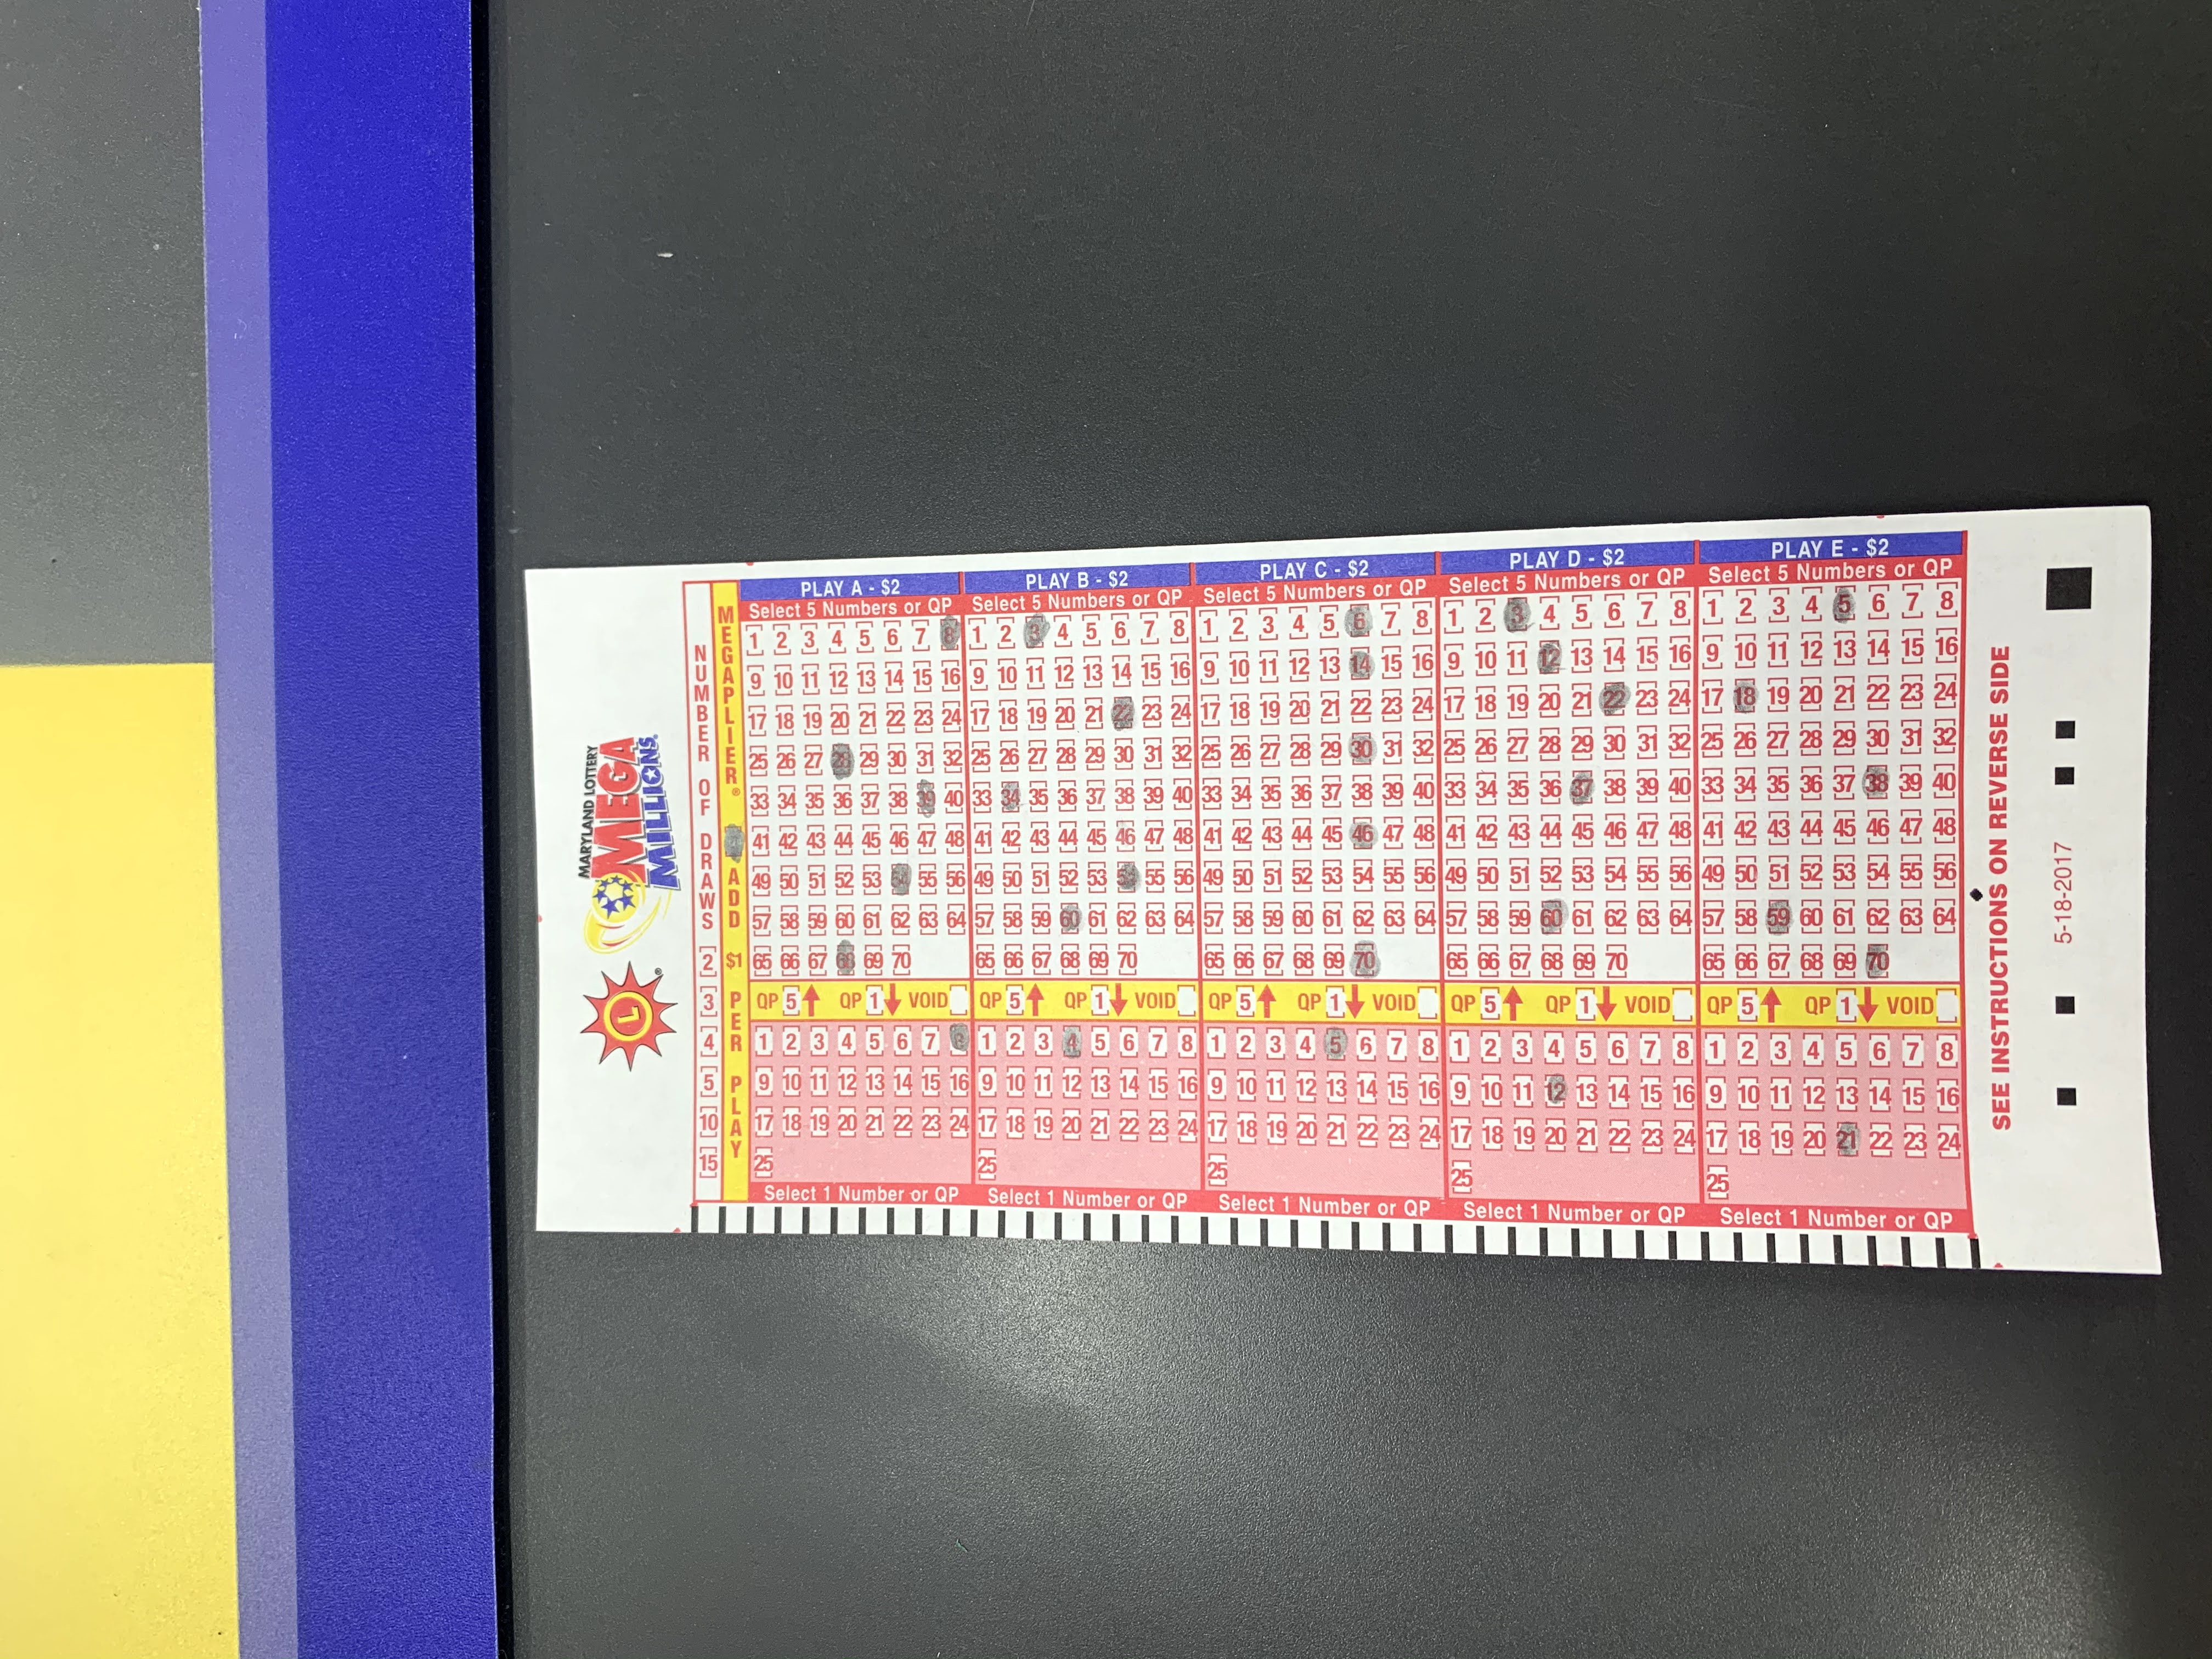 MARYLAND LOTTERY
MEGA
MILLIONS
L
NUMBER OF DRAWS [2] [3] [4] [5] [10] [15]
MEGAPLIER® ADD $1 PER PLAY
PLAY A - $2
Select 5 Numbers or QP
[1] [2] [3] [4] [5] [6] [7] [8]
[9] [10] [11] [12] [13] [14] [15] [16]
[17] [18] [19] [20] [21] [22] [23] [24]
[25] [26] [27] [28] [29] [30] [31] [32]
[33] [34] [35] [36] [37] [38] [39] [40]
[41] [42] [43] [44] [45] [46] [47] [48]
[49] [50] [51] [52] [53] [54] [55] [56]
[57] [58] [59] [60] [61] [62] [63] [64]
[65] [66] [67] [68] [69] [70]
QP [5] QP [1] VOID [ ]
[1] [2] [3] [4] [5] [6] [7] [8]
[9] [10] [11] [12] [13] [14] [15] [16]
[17] [18] [19] [20] [21] [22] [23] [24]
[25]
Select 1 Number or QP
PLAY B - $2
Select 5 Numbers or QP
[1] [2] [3] [4] [5] [6] [7] [8]
[9] [10] [11] [12] [13] [14] [15] [16]
[17] [18] [19] [20] [21] [22] [23] [24]
[25] [26] [27] [28] [29] [30] [31] [32]
[33] [34] [35] [36] [37] [38] [39] [40]
[41] [42] [43] [44] [45] [46] [47] [48]
[49] [50] [51] [52] [53] [54] [55] [56]
[57] [58] [59] [60] [61] [62] [63] [64]
[65] [66] [67] [68] [69] [70]
QP [5] QP [1] VOID [ ]
[1] [2] [3] [4] [5] [6] [7] [8]
[9] [10] [11] [12] [13] [14] [15] [16]
[17] [18] [19] [20] [21] [22] [23] [24]
[25]
Select 1 Number or QP
PLAY C - $2
Select 5 Numbers or QP
[1] [2] [3] [4] [5] [6] [7] [8]
[9] [10] [11] [12] [13] [14] [15] [16]
[17] [18] [19] [20] [21] [22] [23] [24]
[25] [26] [27] [28] [29] [30] [31] [32]
[33] [34] [35] [36] [37] [38] [39] [40]
[41] [42] [43] [44] [45] [46] [47] [48]
[49] [50] [51] [52] [53] [54] [55] [56]
[57] [58] [59] [60] [61] [62] [63] [64]
[65] [66] [67] [68] [69] [70]
QP [5] QP [1] VOID [ ]
[1] [2] [3] [4] [5] [6] [7] [8]
[9] [10] [11] [12] [13] [14] [15] [16]
[17] [18] [19] [20] [21] [22] [23] [24]
[25]
Select 1 Number or QP
PLAY D - $2
Select 5 Numbers or QP
[1] [2] [3] [4] [5] [6] [7] [8]
[9] [10] [11] [12] [13] [14] [15] [16]
[17] [18] [19] [20] [21] [22] [23] [24]
[25] [26] [27] [28] [29] [30] [31] [32]
[33] [34] [35] [36] [37] [38] [39] [40]
[41] [42] [43] [44] [45] [46] [47] [48]
[49] [50] [51] [52] [53] [54] [55] [56]
[57] [58] [59] [60] [61] [62] [63] [64]
[65] [66] [67] [68] [69] [70]
QP [5] QP [1] VOID [ ]
[1] [2] [3] [4] [5] [6] [7] [8]
[9] [10] [11] [12] [13] [14] [15] [16]
[17] [18] [19] [20] [21] [22] [23] [24]
[25]
Select 1 Number or QP
PLAY E - $2
Select 5 Numbers or QP
[1] [2] [3] [4] [5] [6] [7] [8]
[9] [10] [11] [12] [13] [14] [15] [16]
[17] [18] [19] [20] [21] [22] [23] [24]
[25] [26] [27] [28] [29] [30] [31] [32]
[33] [34] [35] [36] [37] [38] [39] [40]
[41] [42] [43] [44] [45] [46] [47] [48]
[49] [50] [51] [52] [53] [54] [55] [56]
[57] [58] [59] [60] [61] [62] [63] [64]
[65] [66] [67] [68] [69] [70]
QP [5] QP [1] VOID [ ]
[1] [2] [3] [4] [5] [6] [7] [8]
[9] [10] [11] [12] [13] [14] [15] [16]
[17] [18] [19] [20] [21] [22] [23] [24]
[25]
Select 1 Number or QP
SEE INSTRUCTIONS ON REVERSE SIDE
5-18-2017